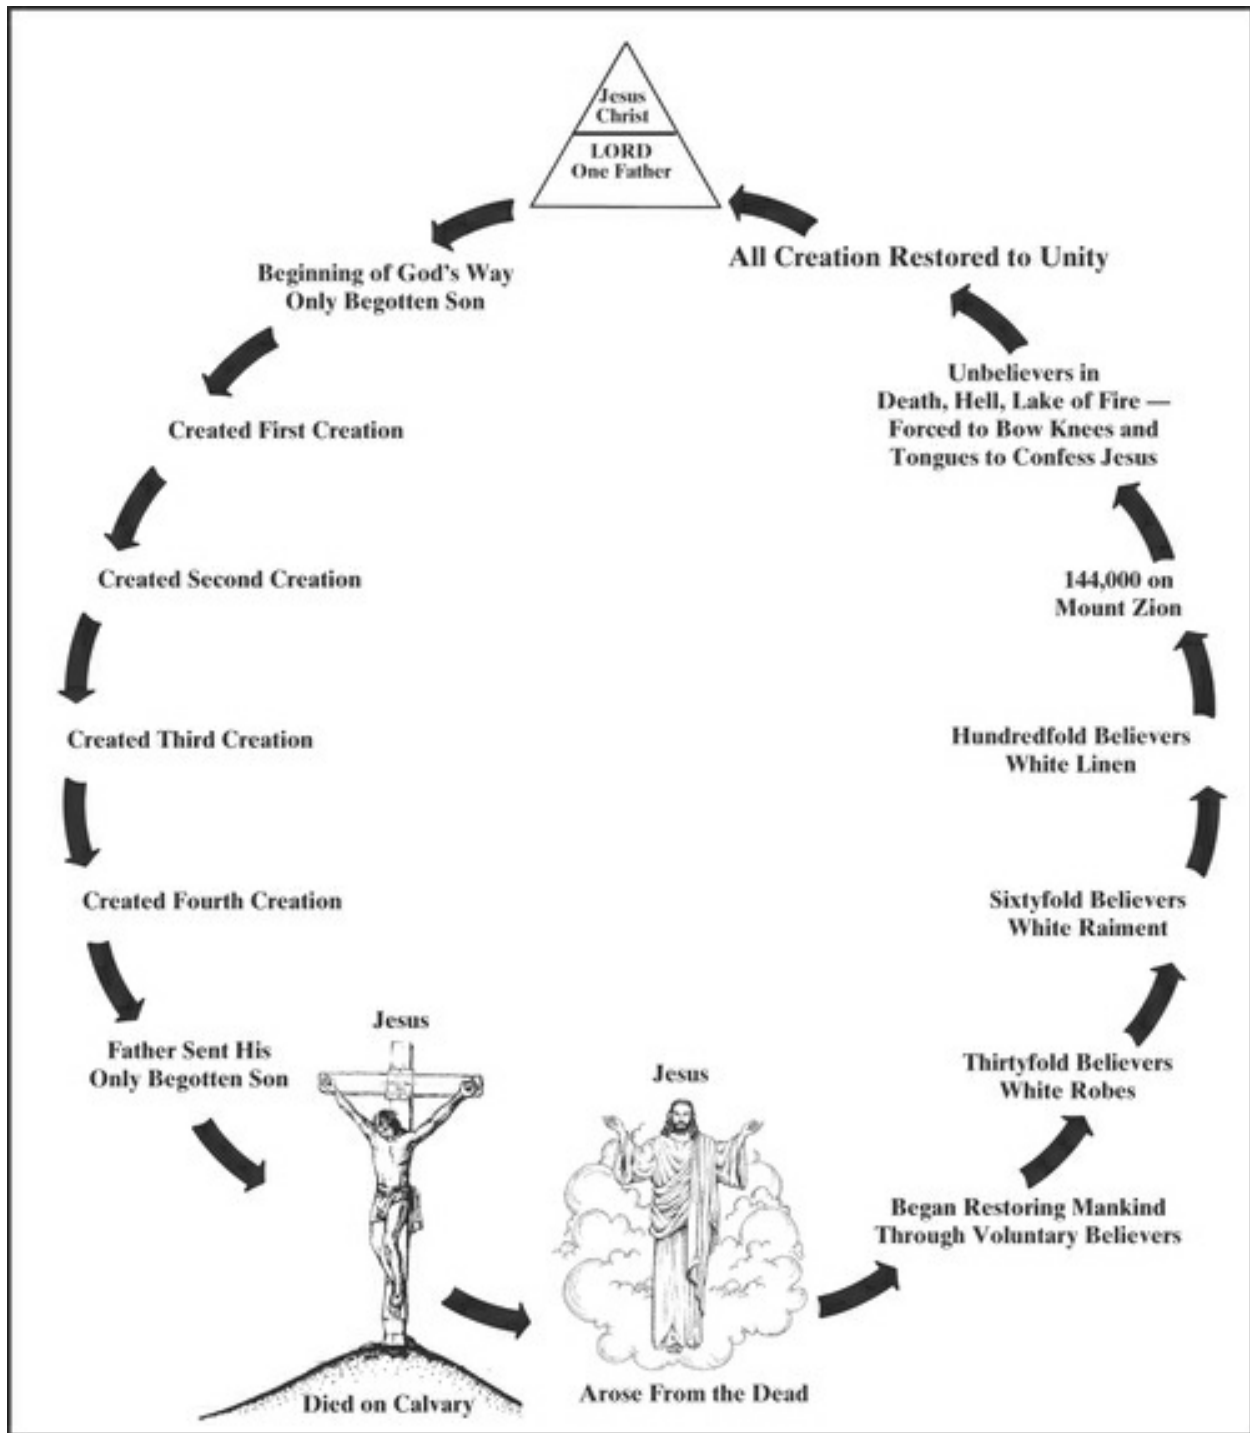 Jesus
Christ
LORD
One Father
Beginning of God's Way
Only Begotten Son
Created First Creation
Created Second Creation
Created Third Creation
Created Fourth Creation
Father Sent His
Only Begotten Son
Jesus
Died on Calvary
Jesus
Arose From the Dead
Began Restoring Mankind
Through Voluntary Believers
Thirtyfold Believers
White Robes
Sixtyfold Believers
White Raiment
Hundredfold Believers
White Linen
144,000 on
Mount Zion
Unbelievers in
Death, Hell, Lake of Fire —
Forced to Bow Knees and
Tongues to Confess Jesus
All Creation Restored to Unity